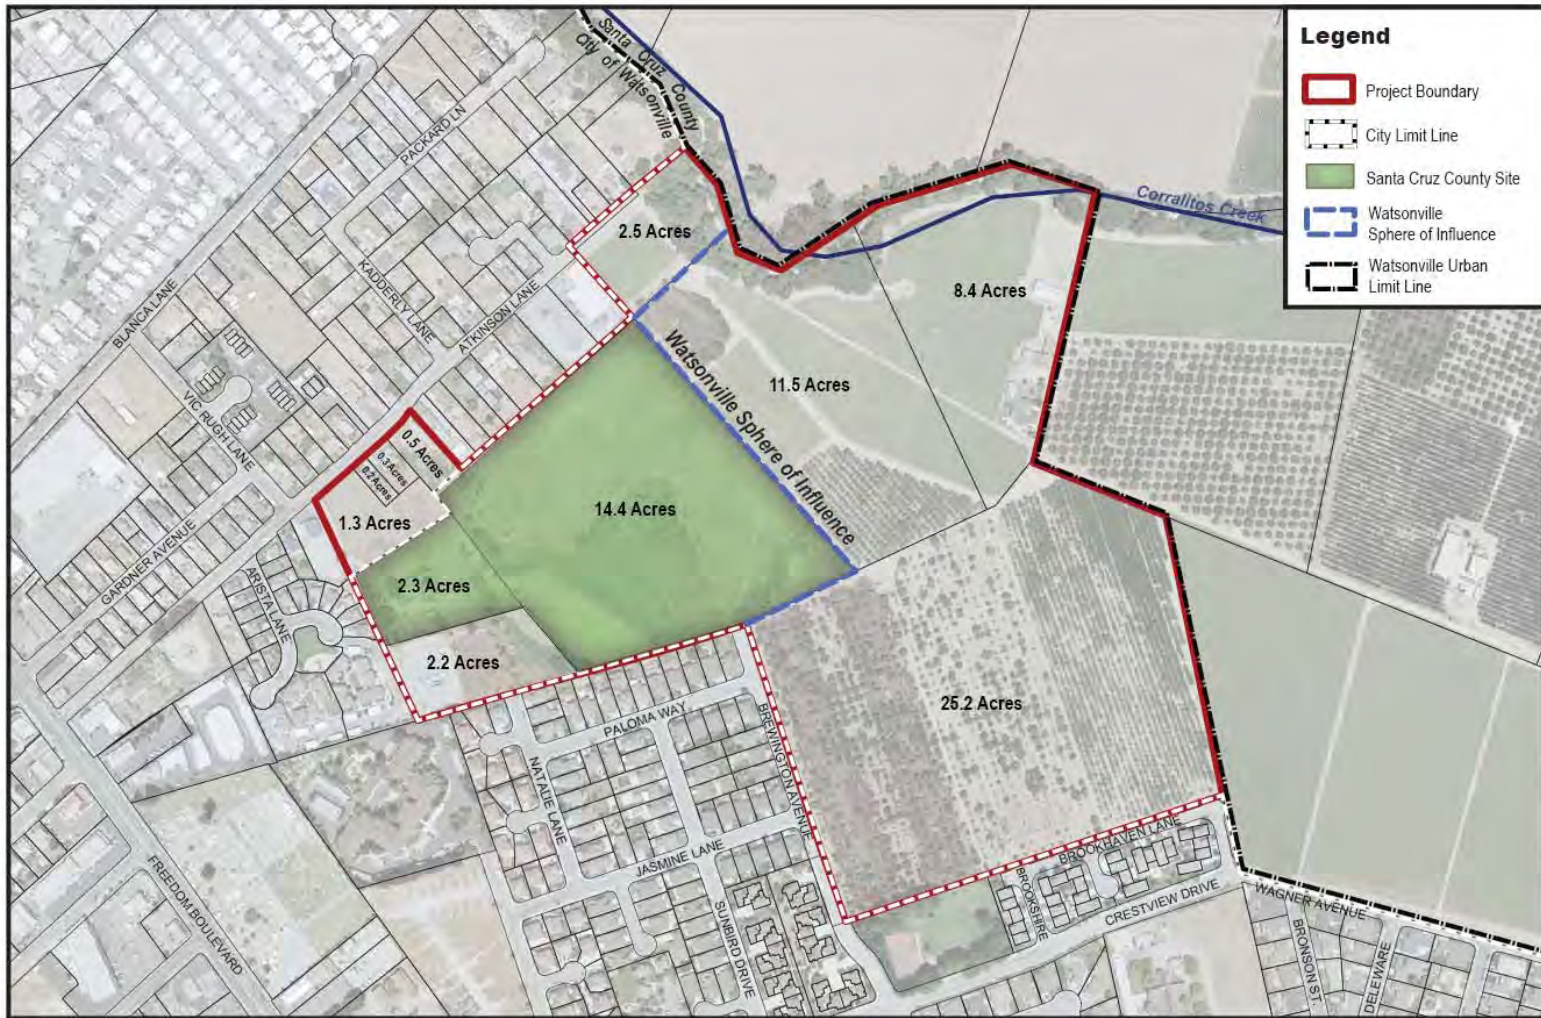 Legend
Project Boundary
City Limit Line
Santa Cruz County Site
Watsonville
Sphere of Influence
Watsonville Urban
Limit Line
Santa Cruz County
City of Watsonville
Corralitos Creek
PACKARD LN
BLANCA LANE
KADDERLY LANE
ATKINSON LANE
VIC RUGH LANE
GARDNER AVENUE
ARISTA LANE
2.5 Acres
8.4 Acres
11.5 Acres
Watsonville Sphere of Influence
0.5 Acres
0.3 Acres
0.2 Acres
1.3 Acres
14.4 Acres
2.3 Acres
2.2 Acres
25.2 Acres
PALOMA WAY
BREWINGTON AVENUE
NATALIE LANE
JASMINE LANE
SUNBIRD DRIVE
FREEDOM BOULEVARD
BROOKHAVEN LANE
BROOKSHIRE
CRESTVIEW DRIVE
WAGNER AVENUE
BRONSON ST.
DELEWARE